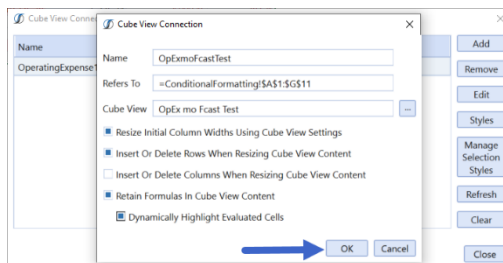 Cube View Conne
Name
OperatingExpense1
Cube View Connection
Name
OpExmoFcastTest
Refers To
=ConditionalFormatting!$A$1:$G$11
Cube View
OpEx mo Fcast Test
...
Resize Initial Column Widths Using Cube View Settings
Insert Or Delete Rows When Resizing Cube View Content
Insert Or Delete Columns When Resizing Cube View Content
Retain Formulas In Cube View Content
Dynamically Highlight Evaluated Cells
OK
Cancel
Add
Remove
Edit
Styles
Manage
Selection
Styles
Refresh
Clear
Close